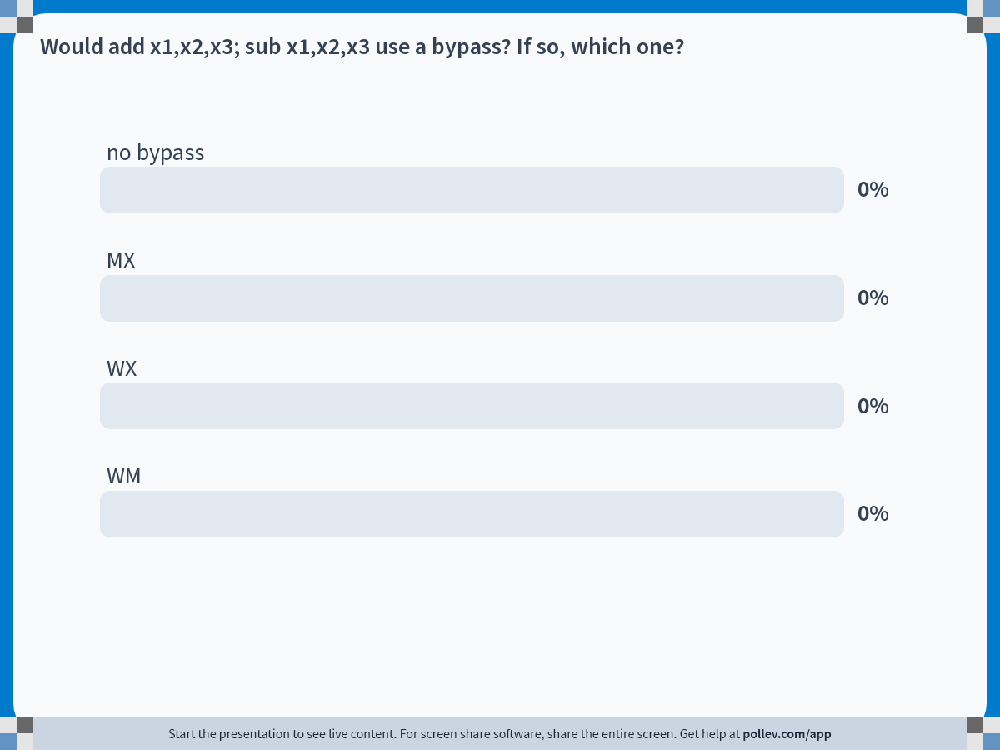 Would add x1,x2,x3; sub x1,x2,x3 use a bypass? If so, which one?
no bypass
0%
MX
0%
WX
0%
WM
0%
Start the presentation to see live content. For screen share software, share the entire screen. Get help at pollev.com/app